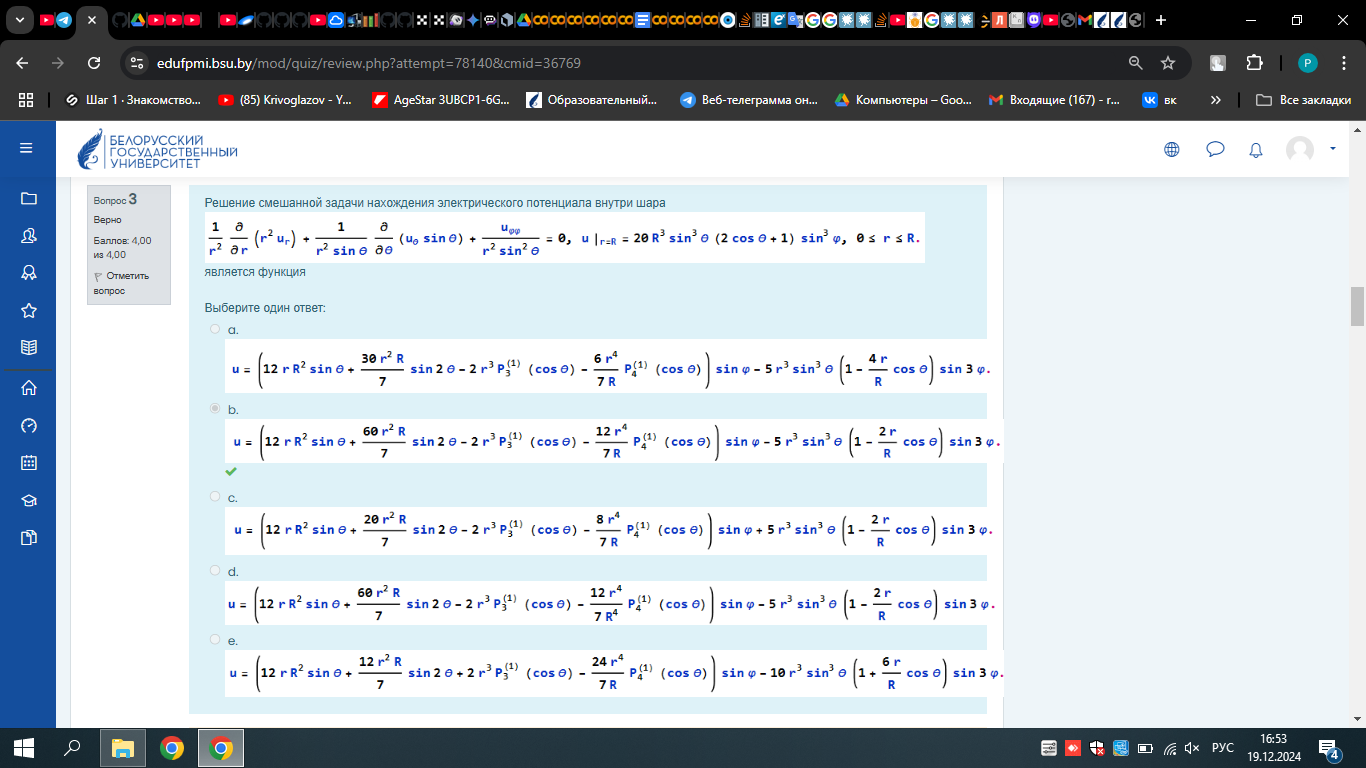 edufpmi.bsu.by/mod/quiz/review.php?attempt=78140&cmid=36769
Шаг 1 · Знакомство...
(85) Krivoglazov - Y...
AgeStar 3UBCP1-6G...
Образовательный...
Веб-телеграмма он...
Компьютеры – Goo...
Входящие (167) - r...
вк
Все закладки
БЕЛОРУССКИЙ
ГОСУДАРСТВЕННЫЙ
УНИВЕРСИТЕТ
Вопрос 3
Верно
Баллов: 4,00
из 4,00
Отметить
вопрос
Решение смешанной задачи нахождения электрического потенциала внутри шара
1/r² ∂/∂r (r² u_r) + 1/(r² sin θ) ∂/∂θ (u_θ sin θ) + u_φφ/(r² sin² θ) = 0, u |_{r=R} = 20 R³ sin³ θ (2 cos θ + 1) sin³ φ, 0 ≤ r ≤ R.
является функция
Выберите один ответ:
a.
u = (12 r R² sin θ + 30 r² R/7 sin 2 θ – 2 r³ P₃⁽¹⁾ (cos θ) – 6 r⁴/7 R P₄⁽¹⁾ (cos θ)) sin φ – 5 r³ sin³ θ (1 – 4 r/R cos θ) sin 3 φ.
b.
u = (12 r R² sin θ + 60 r² R/7 sin 2 θ – 2 r³ P₃⁽¹⁾ (cos θ) – 12 r⁴/7 R P₄⁽¹⁾ (cos θ)) sin φ – 5 r³ sin³ θ (1 – 2 r/R cos θ) sin 3 φ.
c.
u = (12 r R² sin θ + 20 r² R/7 sin 2 θ – 2 r³ P₃⁽¹⁾ (cos θ) – 8 r⁴/7 R P₄⁽¹⁾ (cos θ)) sin φ + 5 r³ sin³ θ (1 – 2 r/R cos θ) sin 3 φ.
d.
u = (12 r R² sin θ + 60 r² R/7 sin 2 θ – 2 r³ P₃⁽¹⁾ (cos θ) – 12 r⁴/7 R⁴ P₄⁽¹⁾ (cos θ)) sin φ – 5 r³ sin³ θ (1 – 2 r/R cos θ) sin 3 φ.
e.
u = (12 r R² sin θ + 12 r² R/7 sin 2 θ + 2 r³ P₃⁽¹⁾ (cos θ) – 24 r⁴/7 R P₄⁽¹⁾ (cos θ)) sin φ – 10 r³ sin³ θ (1 + 6 r/R cos θ) sin 3 φ.
РУС
16:53
19.12.2024
4